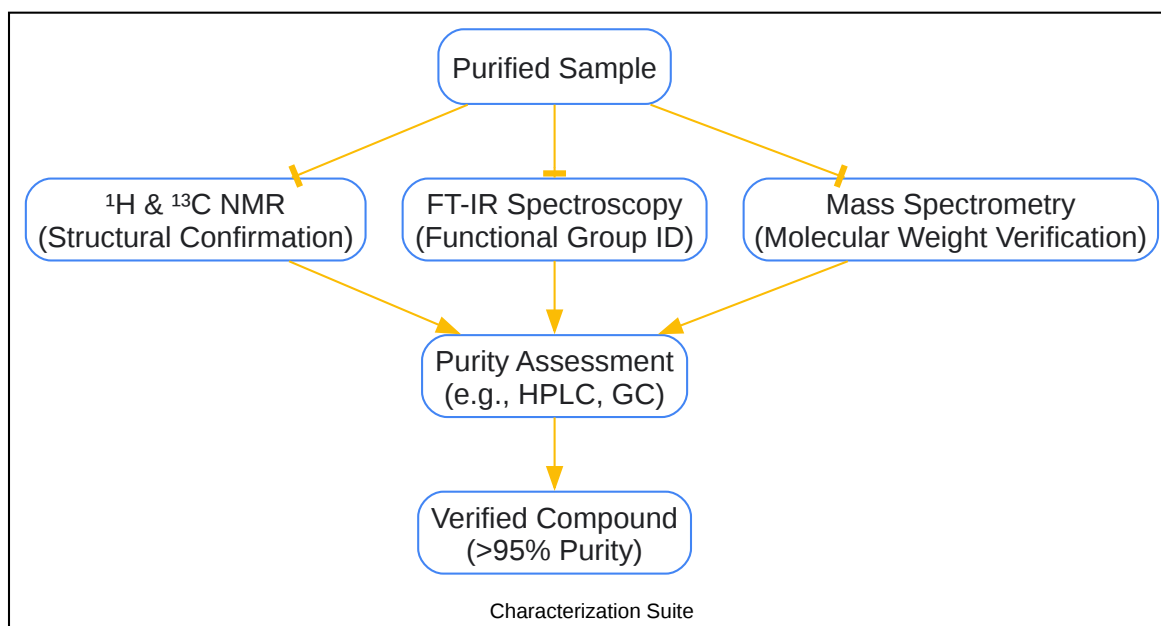 Purified Sample
¹H & ¹³C NMR
(Structural Confirmation)
FT-IR Spectroscopy
(Functional Group ID)
Mass Spectrometry
(Molecular Weight Verification)
Purity Assessment
(e.g., HPLC, GC)
Verified Compound
(>95% Purity)
Characterization Suite